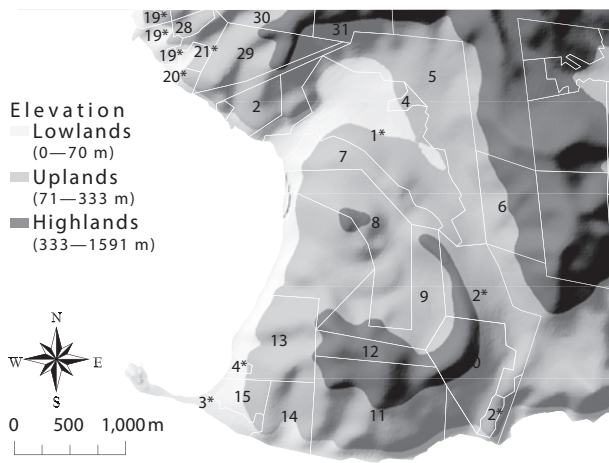 19*
30
28
19*
31
29
21*
19*
5
20*
2
4
Elevation
Lowlands
(0—70 m)
1*
7
Uplands
(71—333 m)
6
8
Highlands
(333—1591 m)
9
2*
N
13
12
W
E
4*
0
S
3*
15
14
11
2*
0 500 1,000 m